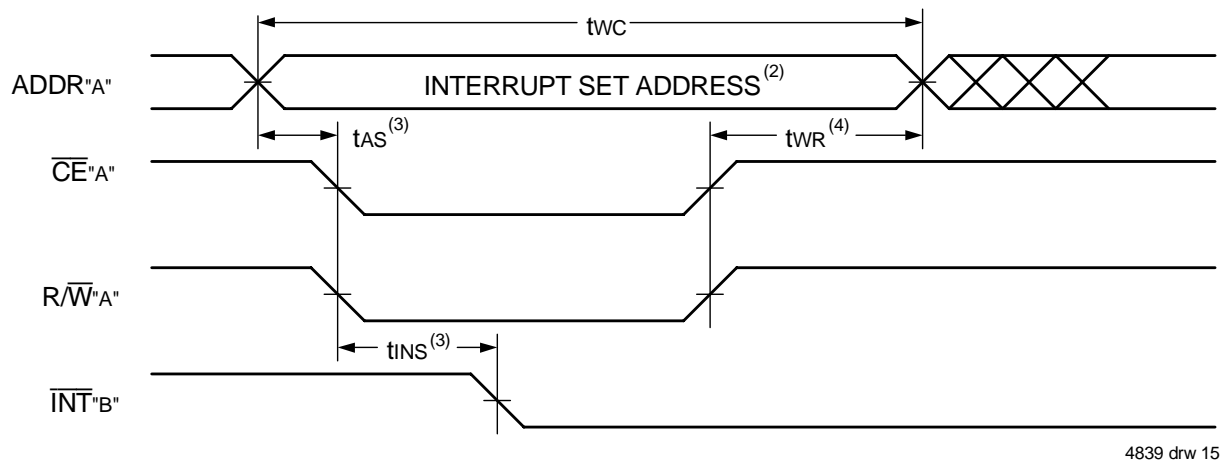 tWC
ADDR"A"
INTERRUPT SET ADDRESS(2)
tAS(3)
tWR(4)
CE"A"
R/W"A"
tINS(3)
INT"B"
4839 drw 15